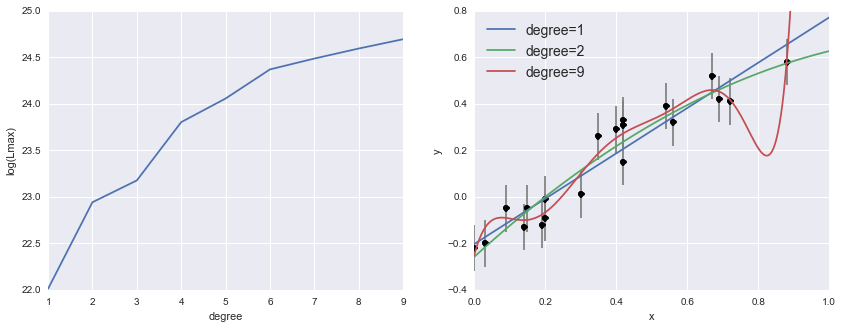 25.0
24.5
24.0
23.5
23.0
22.5
22.0
log(Lmax)
1 2 3 4 5 6 7 8 9
degree
0.8
0.6
0.4
0.2
0.0
−0.2
−0.4
y
degree=1
degree=2
degree=9
0.0 0.2 0.4 0.6 0.8 1.0
x